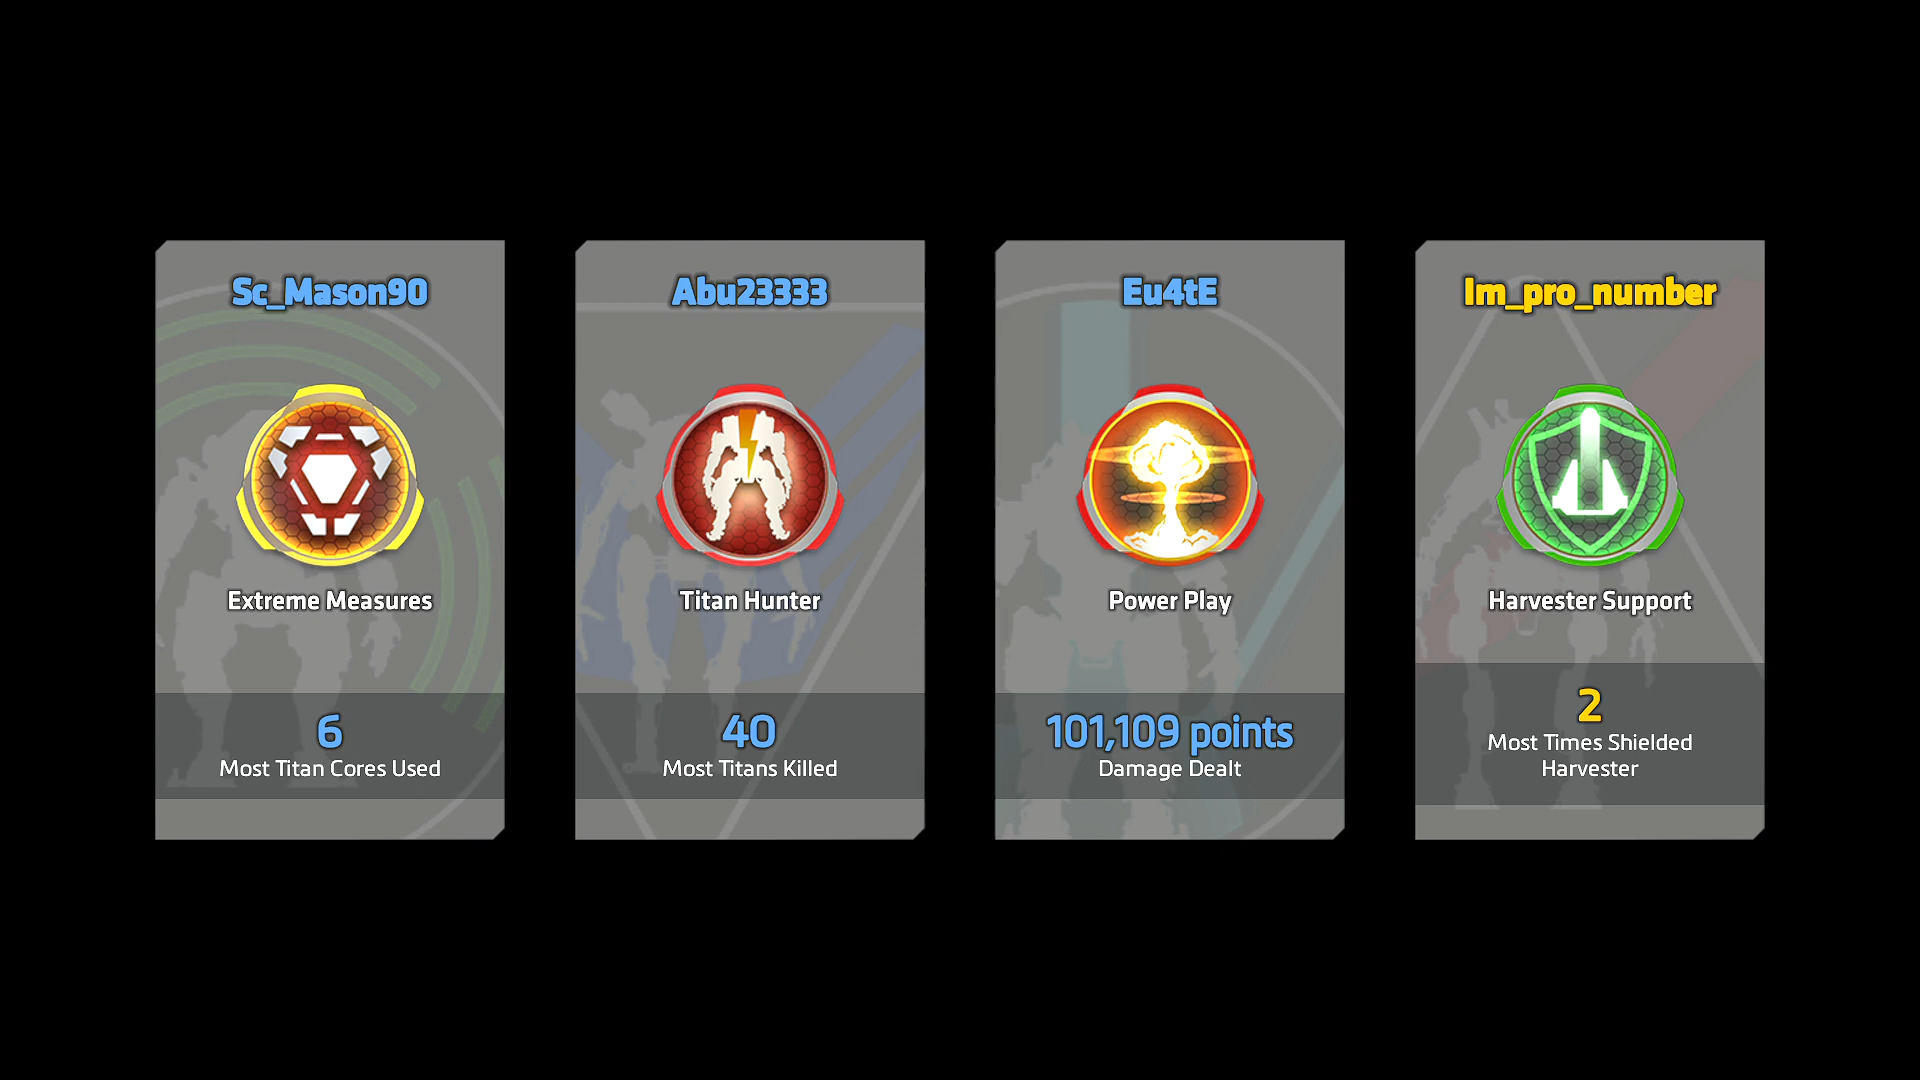 Sc_Mason90
Extreme Measures
6
Most Titan Cores Used
Abu23333
Titan Hunter
40
Most Titans Killed
Eu4tE
Power Play
101,109 points
Damage Dealt
Im_pro_number
Harvester Support
2
Most Times Shielded
Harvester